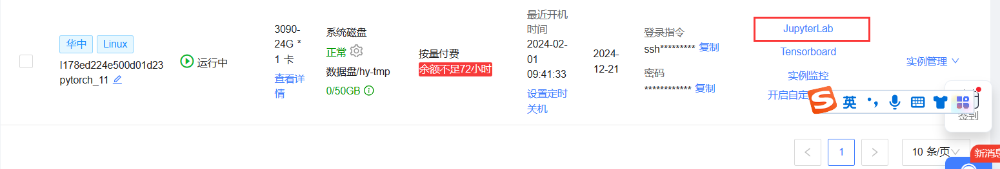 华中
Linux
l178ed224e500d01d23
pytorch_11
运行中
3090-
24G *
1 卡
查看详
情
系统磁盘
正常
数据盘/hy-tmp
0/50GB
按量付费
余额不足72小时
最近开机
时间
2024-02-
01
09:41:33
设置定时
关机
2024-
12-21
登录指令
ssh********* 复制
密码
************ 复制
JupyterLab
Tensorboard
实例监控
开启自定
实例管理
英
签到
1
10 条/页
新消息